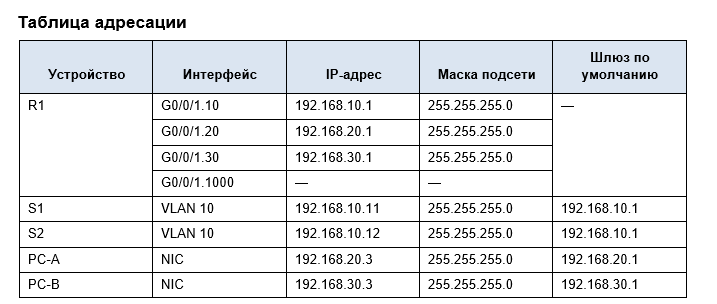 Таблица адресации
Устройство Интерфейс IP-адрес Маска подсети Шлюз по умолчанию
R1 G0/0/1.10 192.168.10.1 255.255.255.0 —
G0/0/1.20 192.168.20.1 255.255.255.0
G0/0/1.30 192.168.30.1 255.255.255.0
G0/0/1.1000 — —
S1 VLAN 10 192.168.10.11 255.255.255.0 192.168.10.1
S2 VLAN 10 192.168.10.12 255.255.255.0 192.168.10.1
PC-A NIC 192.168.20.3 255.255.255.0 192.168.20.1
PC-B NIC 192.168.30.3 255.255.255.0 192.168.30.1